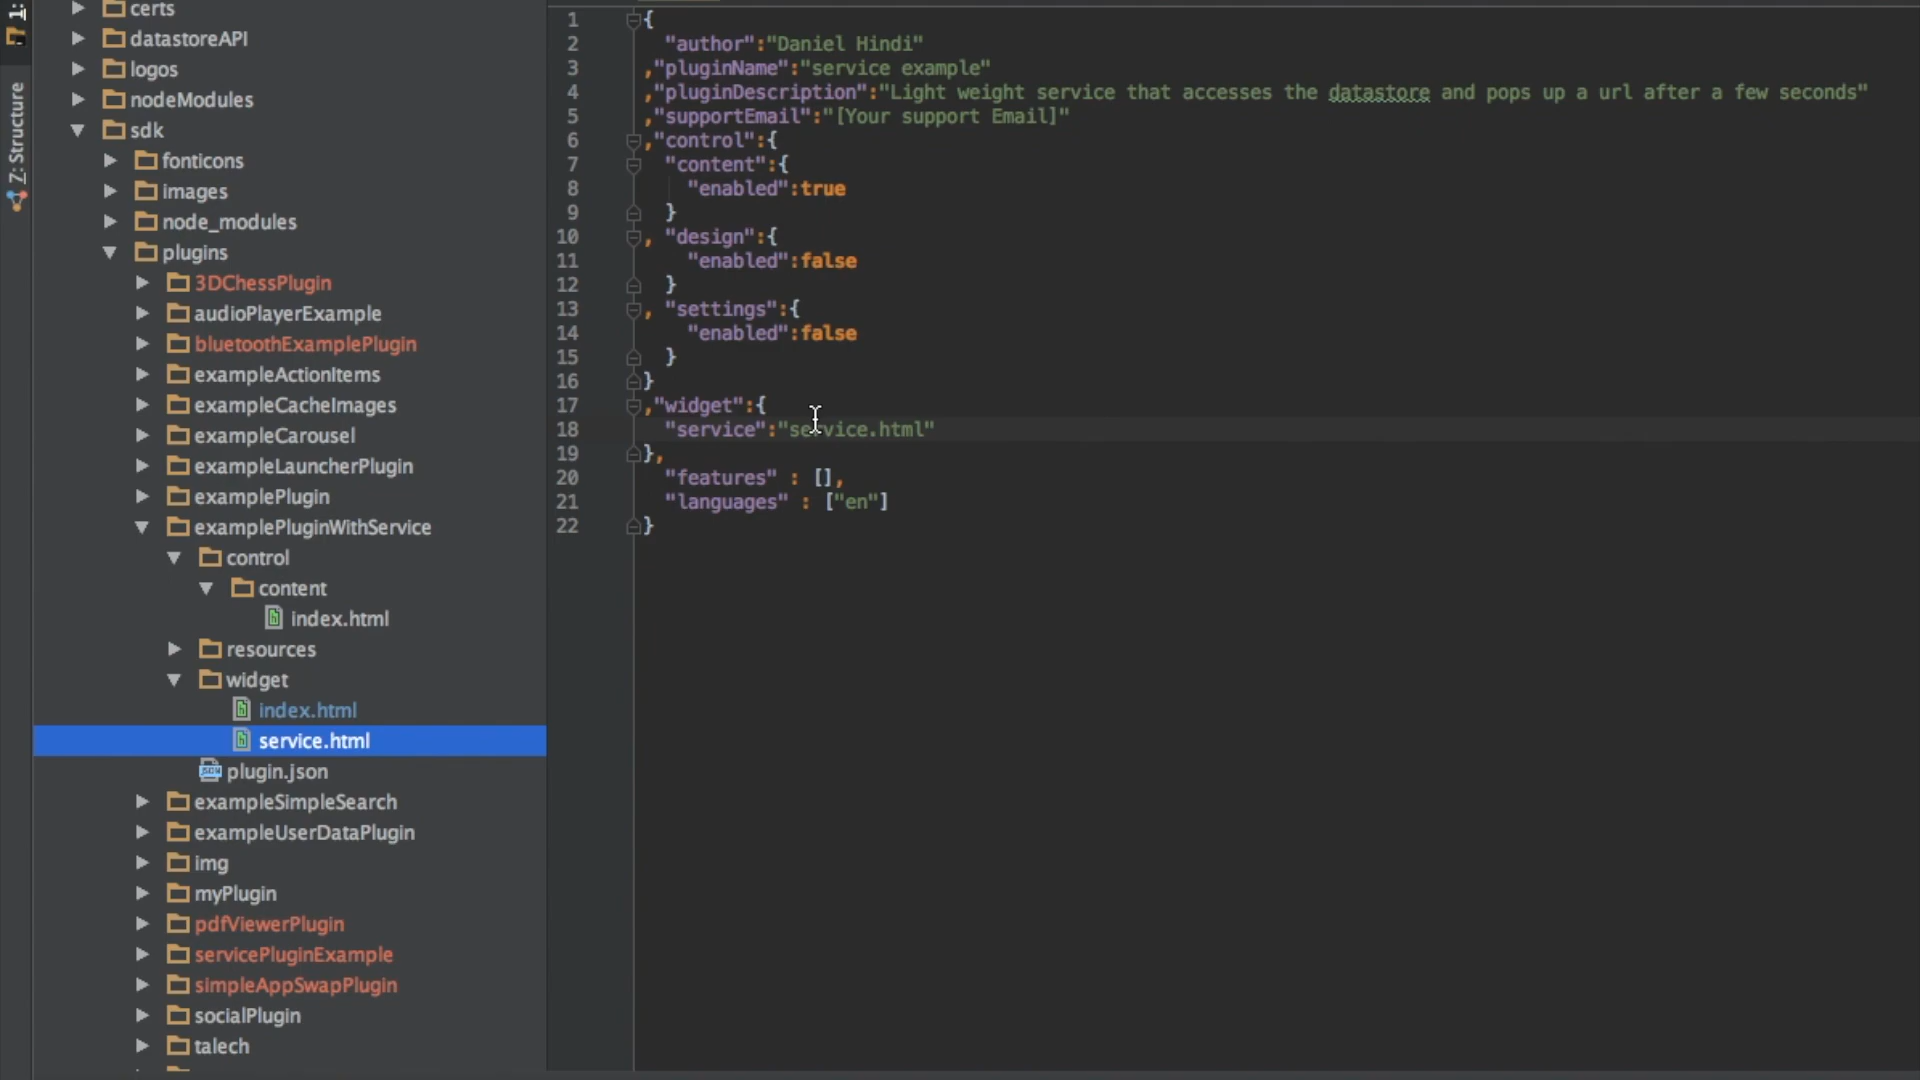 1:
Z: Structure
certs
datastoreAPI
logos
nodeModules
sdk
fonticons
images
node_modules
plugins
3DChessPlugin
audioPlayerExample
bluetoothExamplePlugin
exampleActionItems
exampleCacheImages
exampleCarousel
exampleLauncherPlugin
examplePlugin
examplePluginWithService
control
content
index.html
resources
widget
index.html
service.html
plugin.json
exampleSimpleSearch
exampleUserDataPlugin
img
myPlugin
pdfViewerPlugin
servicePluginExample
simpleAppSwapPlugin
socialPlugin
talech
1 {
2 "author":"Daniel Hindi"
3 ,"pluginName":"service example"
4 ,"pluginDescription":"Light weight service that accesses the datastore and pops up a url after a few seconds"
5 ,"supportEmail":"[Your support Email]"
6 ,"control":{
7 "content":{
8 "enabled":true
9 }
10 , "design":{
11 "enabled":false
12 }
13 , "settings":{
14 "enabled":false
15 }
16 }
17 ,"widget":{
18 "service":"service.html"
19 },
20 "features" : [],
21 "languages" : ["en"]
22 }